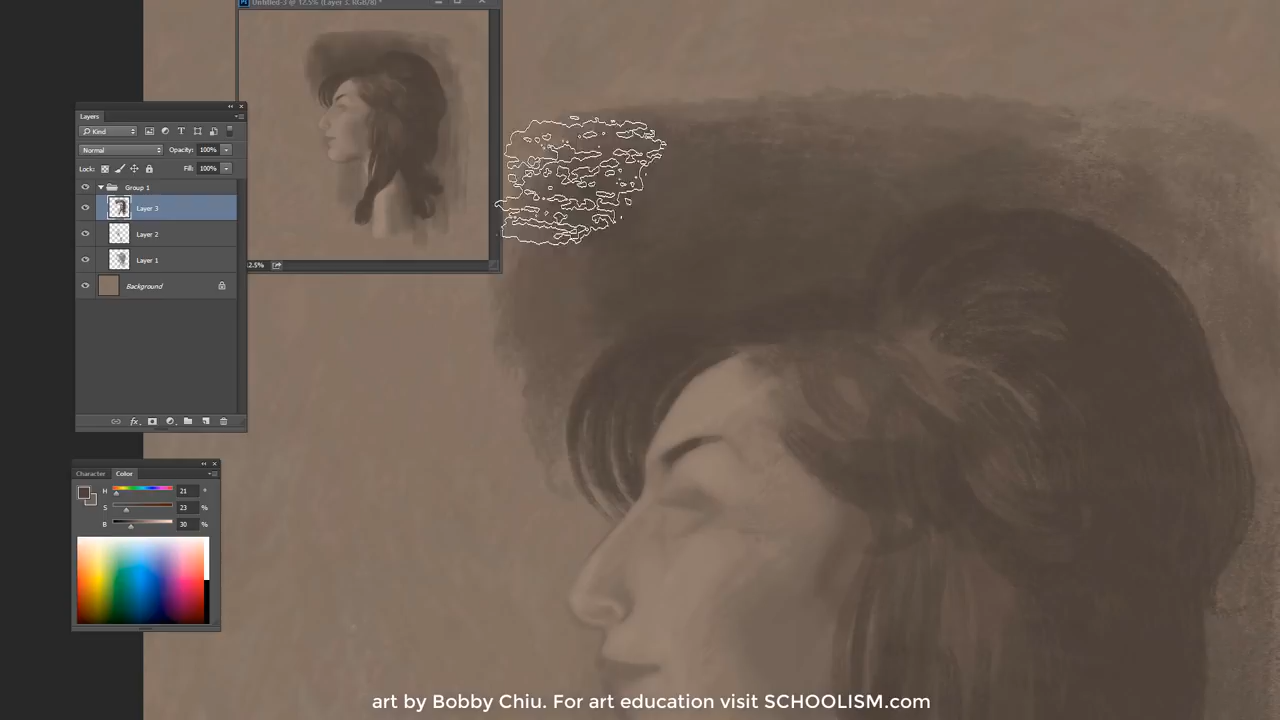 Untitled-3 @ 12.5% (Layer 3, RGB/8) *
Layers
Kind
Normal Opacity: 100%
Lock: Fill: 100%
Group 1
Layer 3
Layer 2
Layer 1
Background
fx
Character Color
H 21 °
S 23 %
B 30 %
art by Bobby Chiu. For art education visit SCHOOLISM.com